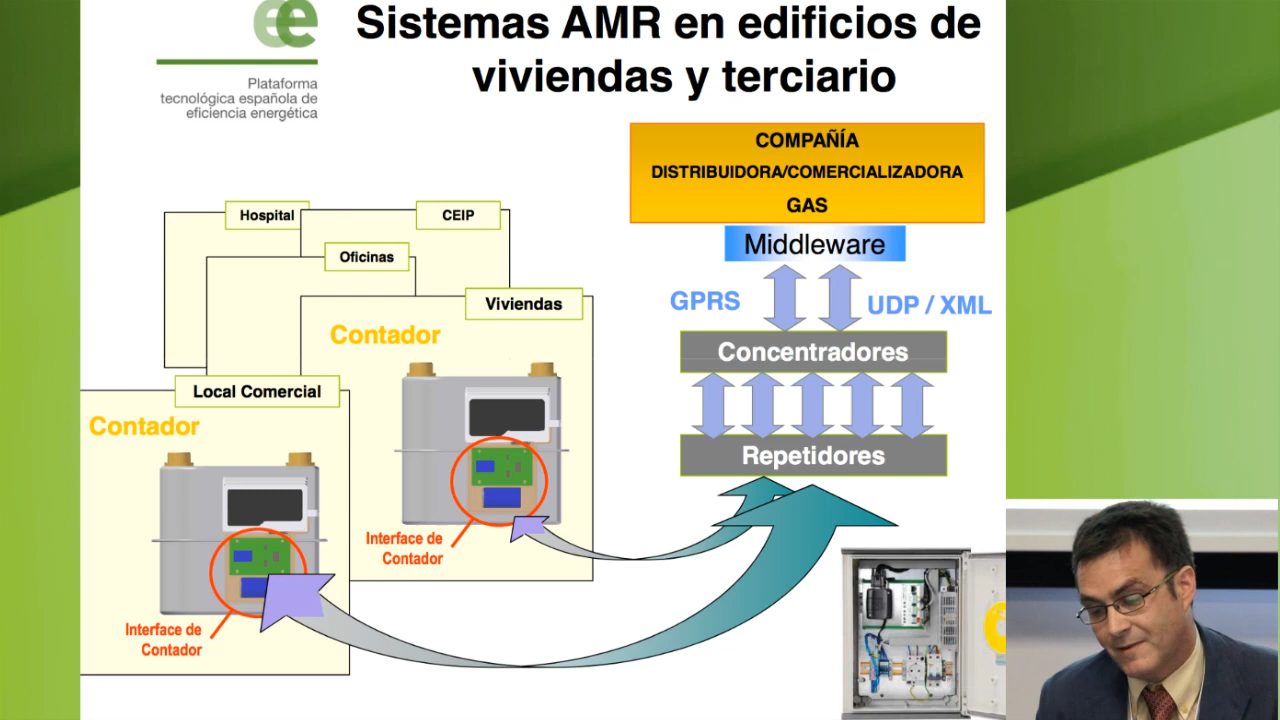 ee
Plataforma
tecnológica española de
eficiencia energética
Sistemas AMR en edificios de
viviendas y terciario
COMPAÑÍA
DISTRIBUIDORA/COMERCIALIZADORA
GAS
Middleware
GPRS
UDP / XML
Concentradores
Repetidores
Hospital
CEIP
Oficinas
Viviendas
Contador
Interface de
Contador
Local Comercial
Contador
Interface de
Contador